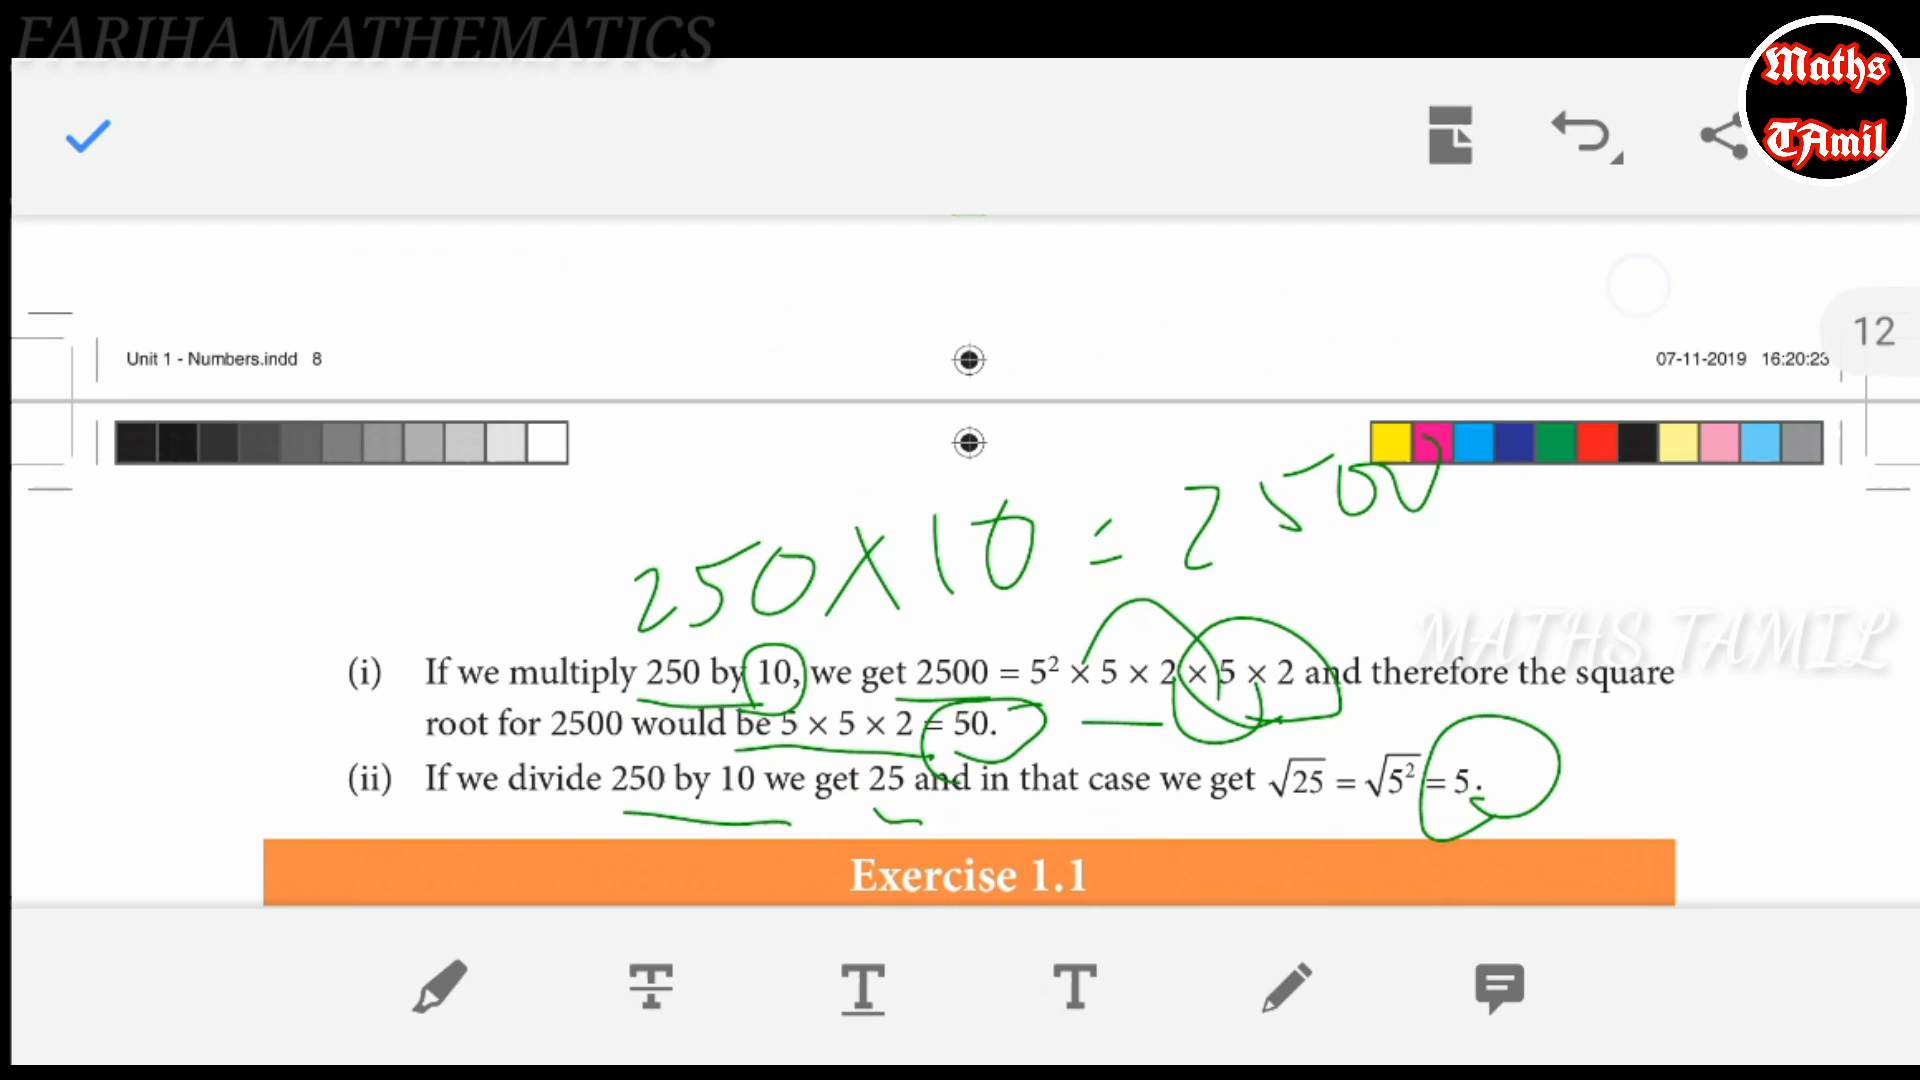 FARIHA MATHEMATICS
Maths
TAmil
12
Unit 1 - Numbers.indd 8
07-11-2019 16:20:23
250 X 10 = 2500
MATHS TAMIL
(i) If we multiply 250 by 10, we get 2500 = 5² × 5 × 2 × 5 × 2 and therefore the square
root for 2500 would be 5 × 5 × 2 = 50.
(ii) If we divide 250 by 10 we get 25 and in that case we get √25 = √5² = 5.
Exercise 1.1